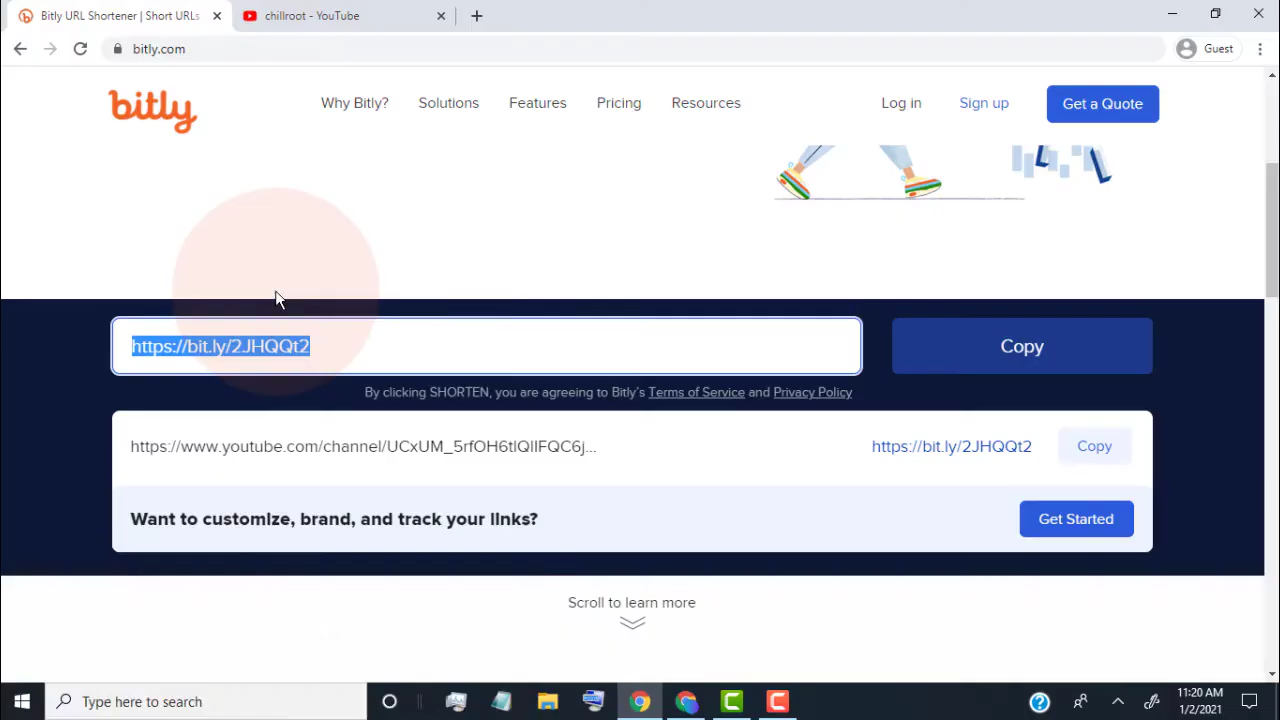 Bitly URL Shortener | Short URLs
chillroot - YouTube
bitly.com
Guest
bitly
Why Bitly?
Solutions
Features
Pricing
Resources
Log in
Sign up
Get a Quote
https://bit.ly/2JHQQt2
Copy
By clicking SHORTEN, you are agreeing to Bitly's Terms of Service and Privacy Policy
https://www.youtube.com/channel/UCxUM_5rfOH6tlQIIFQC6j...
https://bit.ly/2JHQQt2
Copy
Want to customize, brand, and track your links?
Get Started
Scroll to learn more
Type here to search
11:20 AM
1/2/2021